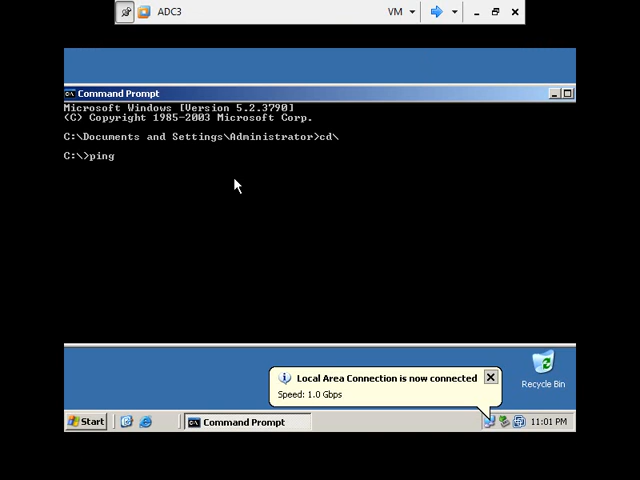 ADC3
VM
Command Prompt
Microsoft Windows [Version 5.2.3790]
(C) Copyright 1985-2003 Microsoft Corp.
C:\Documents and Settings\Administrator>cd\
C:\>ping
Recycle Bin
Local Area Connection is now connected
Speed: 1.0 Gbps
Start
Command Prompt
11:01 PM